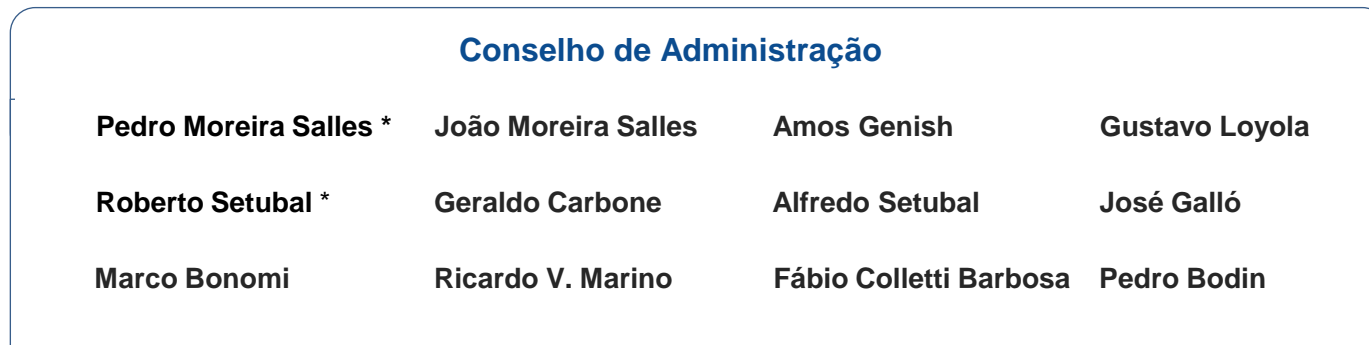 Conselho de Administração
Pedro Moreira Salles * João Moreira Salles Amos Genish Gustavo Loyola
Roberto Setubal * Geraldo Carbone Alfredo Setubal José Galló
Marco Bonomi Ricardo V. Marino Fábio Colletti Barbosa Pedro Bodin